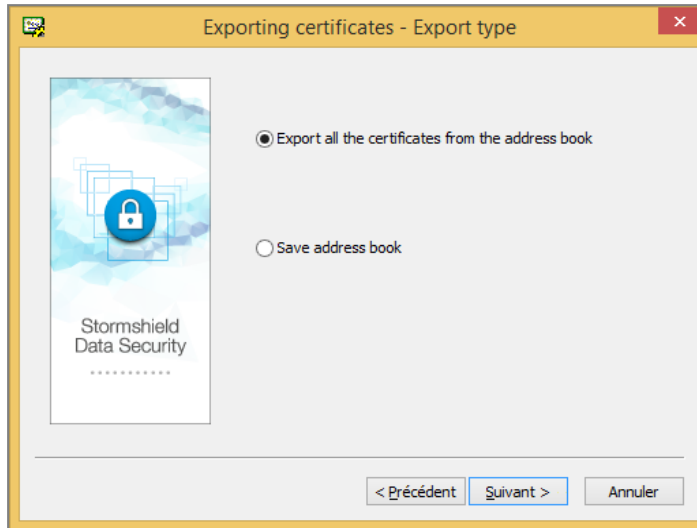 Exporting certificates - Export type
Export all the certificates from the address book
Save address book
Stormshield
Data Security
< Précédent
Suivant >
Annuler